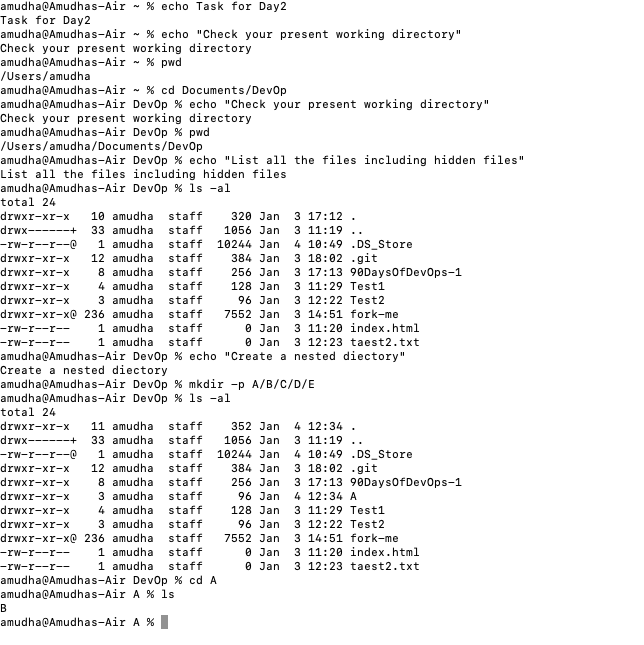 amudha@Amudhas-Air ~ % echo Task for Day2
Task for Day2
amudha@Amudhas-Air ~ % echo "Check your present working directory"
Check your present working directory
amudha@Amudhas-Air ~ % pwd
/Users/amudha
amudha@Amudhas-Air ~ % cd Documents/DevOp
amudha@Amudhas-Air DevOp % echo "Check your present working directory"
Check your present working directory
amudha@Amudhas-Air DevOp % pwd
/Users/amudha/Documents/DevOp
amudha@Amudhas-Air DevOp % echo "List all the files including hidden files"
List all the files including hidden files
amudha@Amudhas-Air DevOp % ls -al
total 24
drwxr-xr-x   10 amudha  staff    320 Jan  3 17:12 .
drwx------+  33 amudha  staff   1056 Jan  3 11:19 ..
-rw-r--r--@   1 amudha  staff  10244 Jan  4 10:49 .DS_Store
drwxr-xr-x   12 amudha  staff    384 Jan  3 18:02 .git
drwxr-xr-x    8 amudha  staff    256 Jan  3 17:13 90DaysOfDevOps-1
drwxr-xr-x    4 amudha  staff    128 Jan  3 11:29 Test1
drwxr-xr-x    3 amudha  staff     96 Jan  3 12:22 Test2
drwxr-xr-x@ 236 amudha  staff   7552 Jan  3 14:51 fork-me
-rw-r--r--    1 amudha  staff      0 Jan  3 11:20 index.html
-rw-r--r--    1 amudha  staff      0 Jan  3 12:23 taest2.txt
amudha@Amudhas-Air DevOp % echo "Create a nested diectory"
Create a nested diectory
amudha@Amudhas-Air DevOp % mkdir -p A/B/C/D/E
amudha@Amudhas-Air DevOp % ls -al
total 24
drwxr-xr-x   11 amudha  staff    352 Jan  4 12:34 .
drwx------+  33 amudha  staff   1056 Jan  3 11:19 ..
-rw-r--r--@   1 amudha  staff  10244 Jan  4 10:49 .DS_Store
drwxr-xr-x   12 amudha  staff    384 Jan  3 18:02 .git
drwxr-xr-x    8 amudha  staff    256 Jan  3 17:13 90DaysOfDevOps-1
drwxr-xr-x    3 amudha  staff     96 Jan  4 12:34 A
drwxr-xr-x    4 amudha  staff    128 Jan  3 11:29 Test1
drwxr-xr-x    3 amudha  staff     96 Jan  3 12:22 Test2
drwxr-xr-x@ 236 amudha  staff   7552 Jan  3 14:51 fork-me
-rw-r--r--    1 amudha  staff      0 Jan  3 11:20 index.html
-rw-r--r--    1 amudha  staff      0 Jan  3 12:23 taest2.txt
amudha@Amudhas-Air DevOp % cd A
amudha@Amudhas-Air A % ls
B
amudha@Amudhas-Air A %